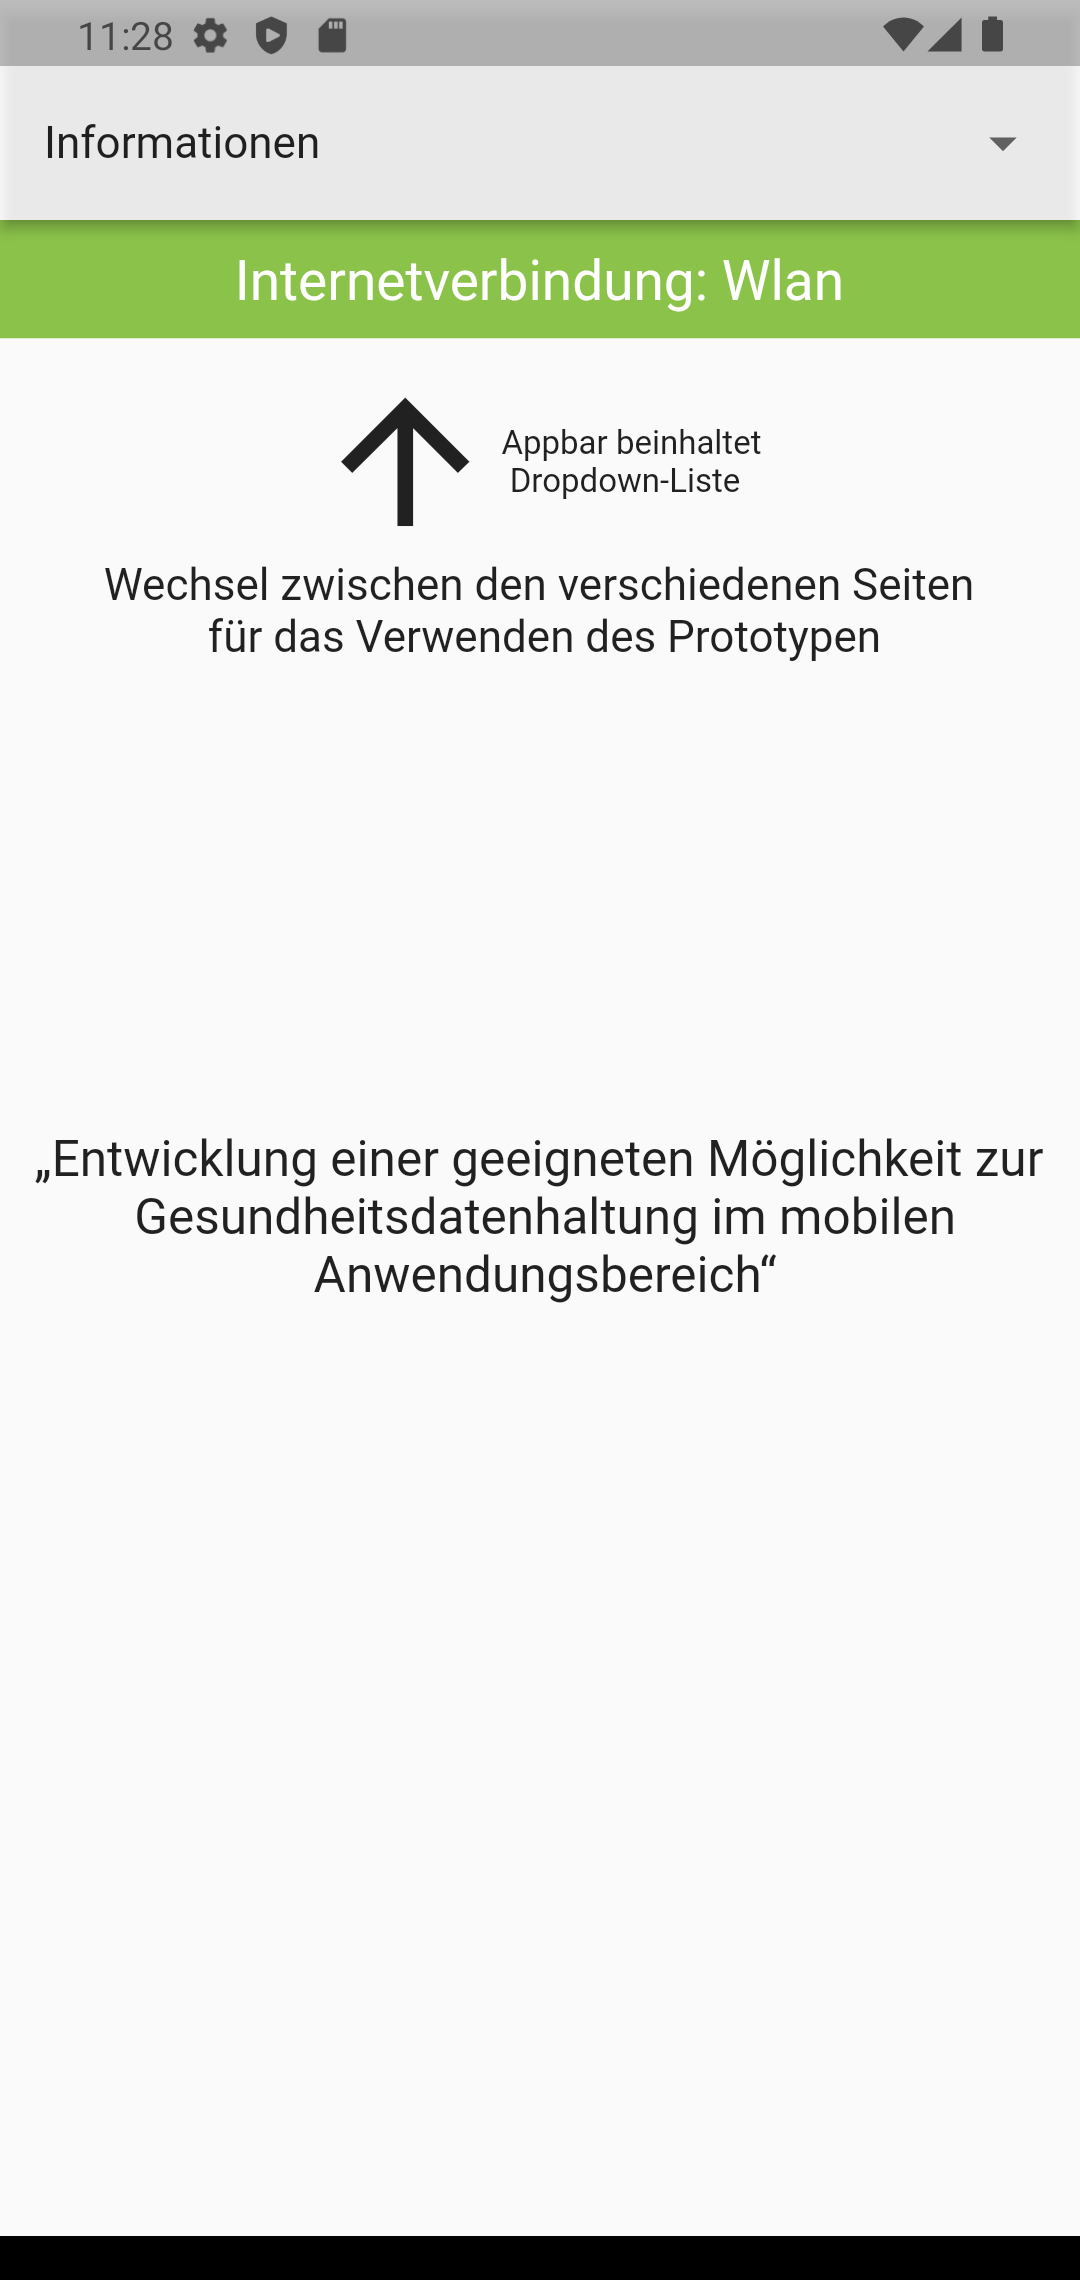 11:28
Informationen
Internetverbindung: Wlan
Appbar beinhaltet
Dropdown-Liste
Wechsel zwischen den verschiedenen Seiten
für das Verwenden des Prototypen
„Entwicklung einer geeigneten Möglichkeit zur
Gesundheitsdatenhaltung im mobilen
Anwendungsbereich“